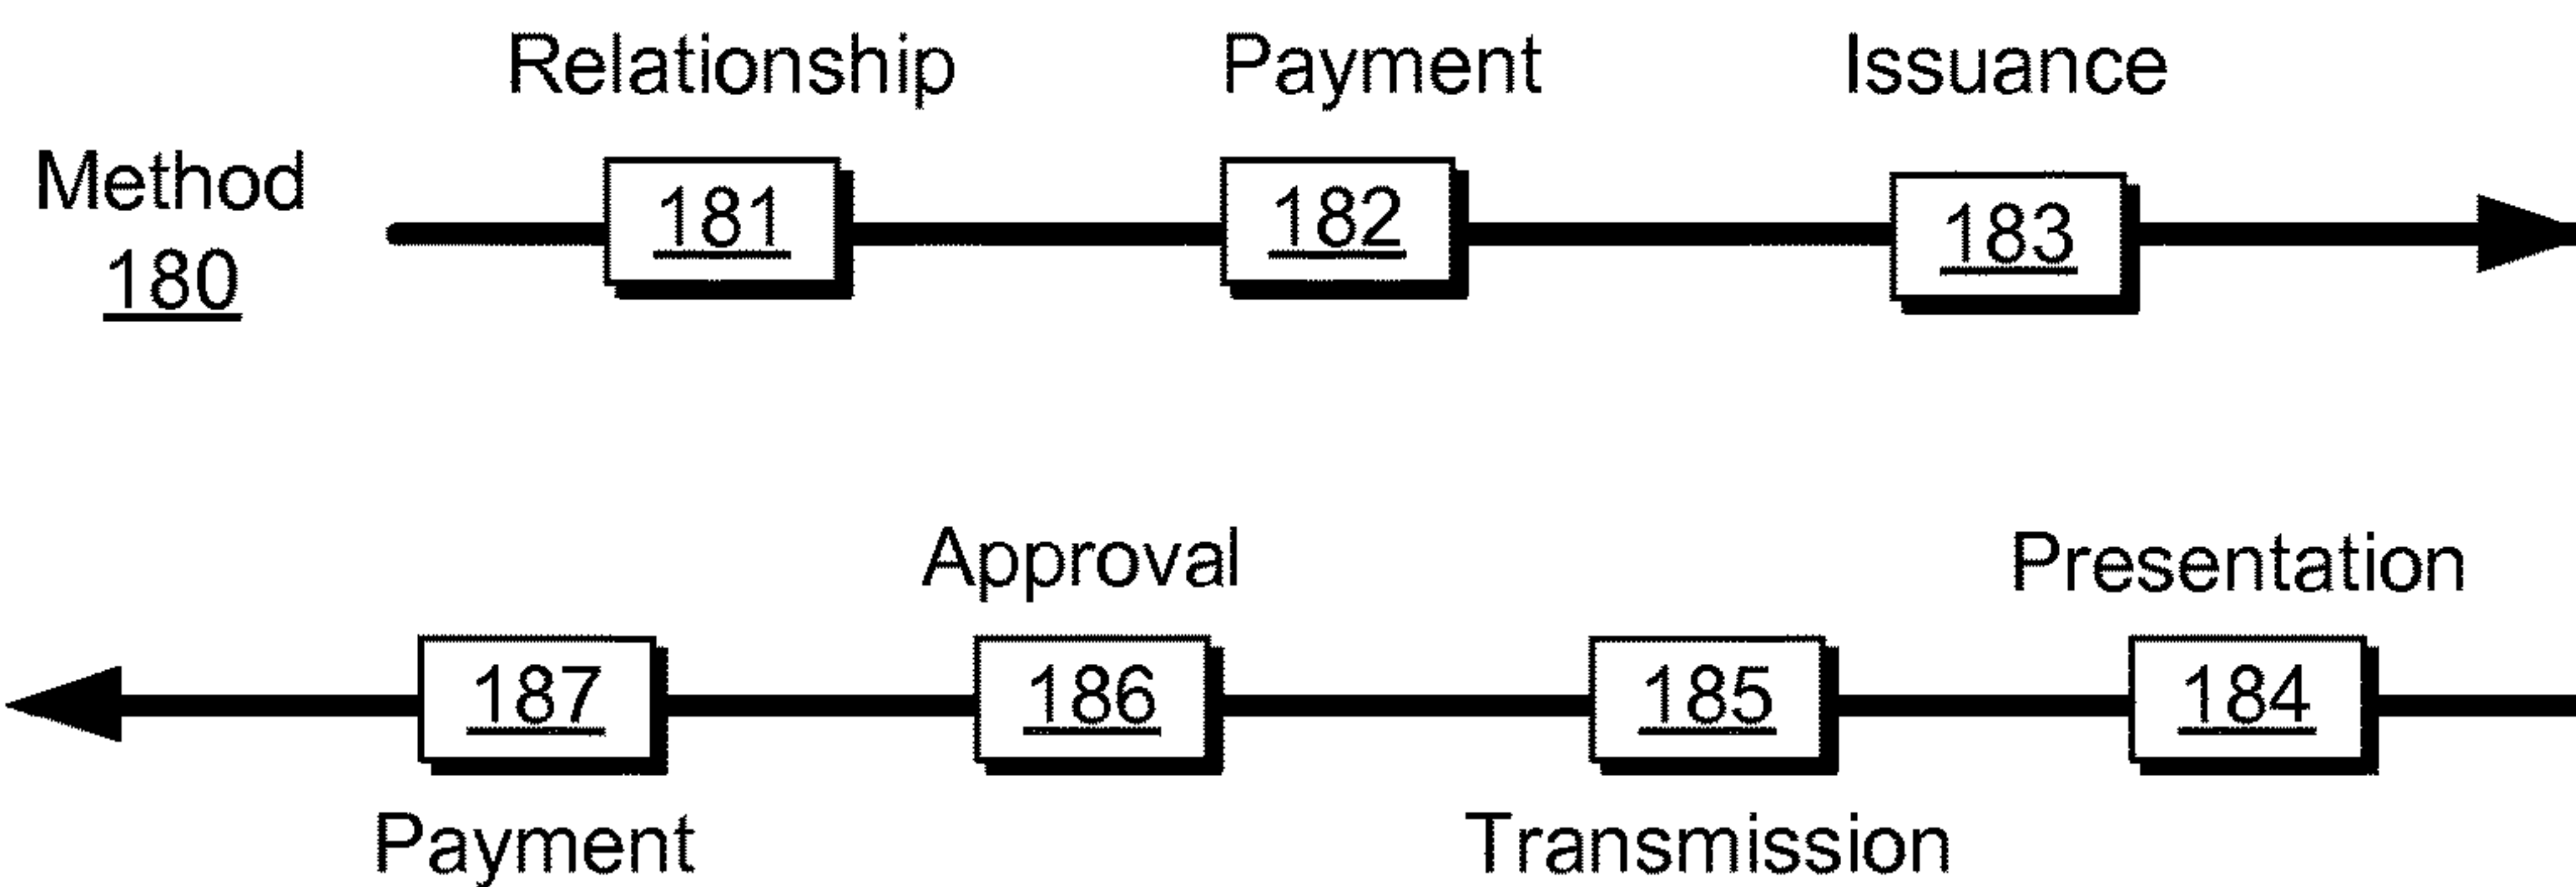 Relationship Payment Issuance
Method
180
181 182 183
Approval Presentation
187 186 185 184
Payment Transmission